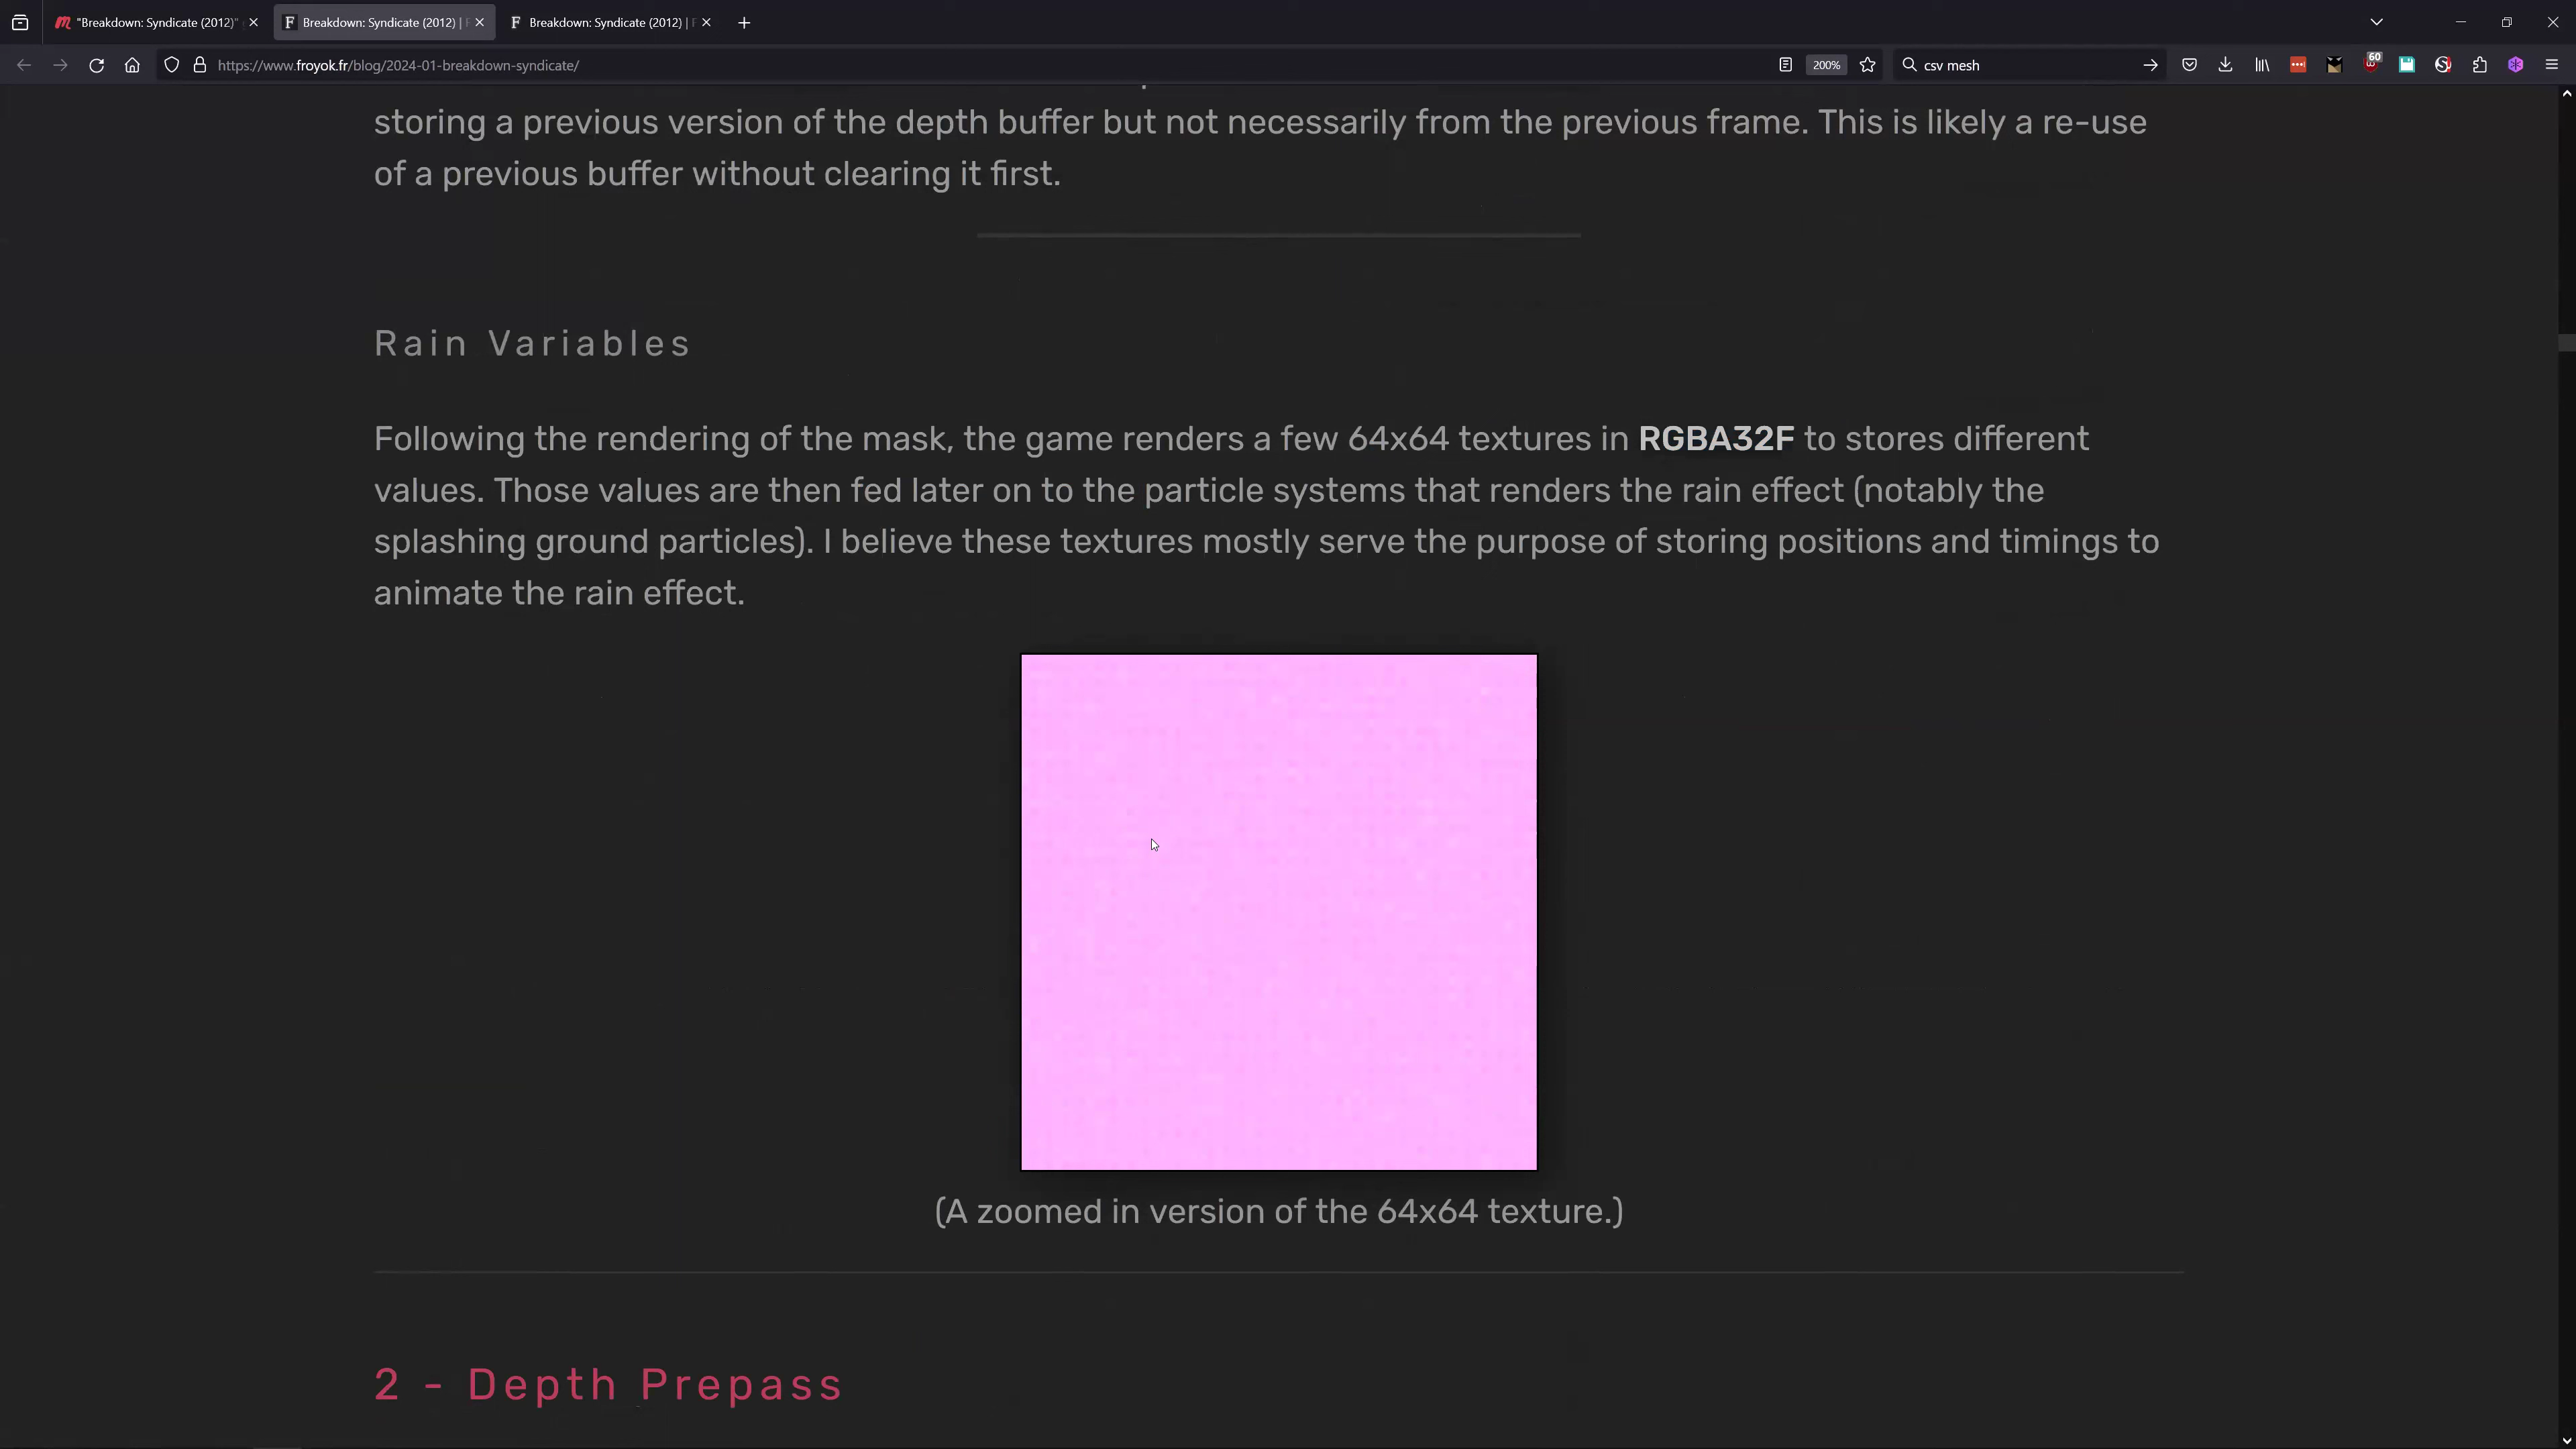 "Breakdown: Syndicate (2012)"
Breakdown: Syndicate (2012) |
Breakdown: Syndicate (2012) |
https://www.froyok.fr/blog/2024-01-breakdown-syndicate/
200%
csv mesh
60
storing a previous version of the depth buffer but not necessarily from the previous frame. This is likely a re-use
of a previous buffer without clearing it first.
Rain Variables
Following the rendering of the mask, the game renders a few 64x64 textures in RGBA32F to stores different
values. Those values are then fed later on to the particle systems that renders the rain effect (notably the
splashing ground particles). I believe these textures mostly serve the purpose of storing positions and timings to
animate the rain effect.
(A zoomed in version of the 64x64 texture.)
2 - Depth Prepass